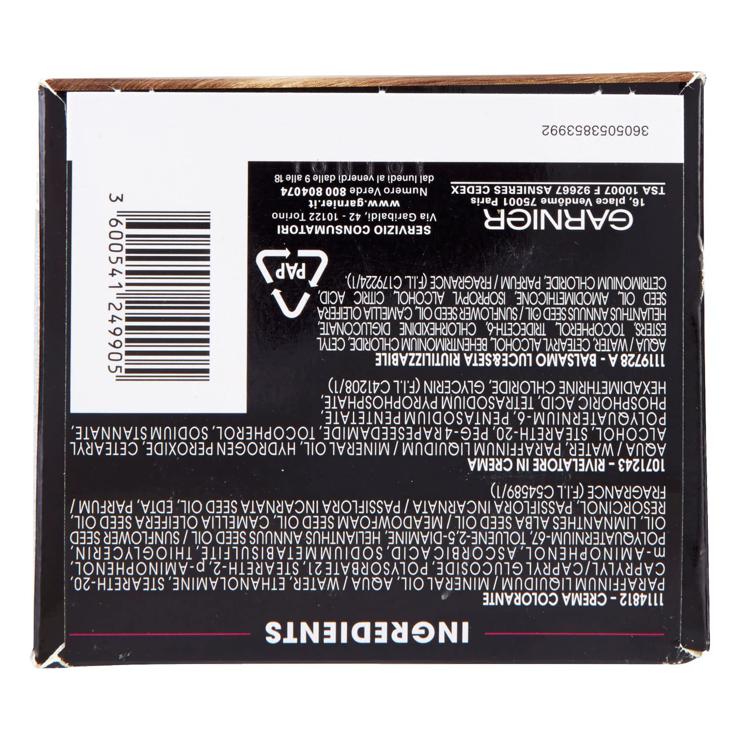 INGREDIENTS
1114812 - CREMA COLORANTE
PARAFFINUM LIQUIDUM / MINERAL OIL, AQUA / WATER, ETHANOLAMINE, STEARETH-20,
CAPRYLYL/CAPRYL GLUCOSIDE, POLYSORBATE 21, STEARETH-2, p-AMINOPHENOL,
m-AMINOPHENOL, ASCORBIC ACID, SODIUM METABISULFITE, THIOGLYCERIN,
POLYQUATERNIUM-67, TOLUENE-2,5-DIAMINE, HELIANTHUS ANNUUS SEED OIL / SUNFLOWER SEED
OIL, LIMNANTHES ALBA SEED OIL / MEADOWFOAM SEED OIL, CAMELLIA OLEIFERA SEED OIL,
RESORCINOL, PASSIFLORA INCARNATA / PASSIFLORA INCARNATA SEED OIL, EDTA, PARFUM /
FRAGRANCE (F.I.L. C54589/1)
1071243 - RIVELATORE IN CREMA
AQUA / WATER, PARAFFINUM LIQUIDUM / MINERAL OIL, HYDROGEN PEROXIDE, CETEARYL
ALCOHOL, STEARETH-20, PEG-4 RAPESEEDAMIDE, TOCOPHEROL, SODIUM STANNATE,
POLYQUATERNIUM-6, PENTASODIUM PENTETATE,
PHOSPHORIC ACID, TETRASODIUM PYROPHOSPHATE,
HEXADIMETHRINE CHLORIDE, GLYCERIN (F.I.L. C41208/1)
1119728 A - BALSAMO LUCE&SETA RIUTILIZZABILE
AQUA / WATER, CETEARYL ALCOHOL, BEHENTRIMONIUM CHLORIDE, CETYL
ESTERS, TOCOPHEROL, TRIDECETH-6, CHLORHEXIDINE DIGLUCONATE,
HELIANTHUS ANNUUS SEED OIL / SUNFLOWER SEED OIL, CAMELLIA OLEIFERA
SEED OIL, AMODIMETHICONE, ISOPROPYL ALCOHOL, CITRIC ACID,
CETRIMONIUM CHLORIDE, PARFUM / FRAGRANCE (F.I.L. C179224/1).
GARNIER
16, place Vendôme 75001 Paris
TSA 10007 F 92667 ASNIERES CEDEX
PAP
SERVIZIO CONSUMATORI
Via Garibaldi, 42 - 10122 Torino
www.garnier.it
Numero Verde 800 804074
dal lunedì al venerdì dalle 9 alle 18
3 600541 249905
3605053853992